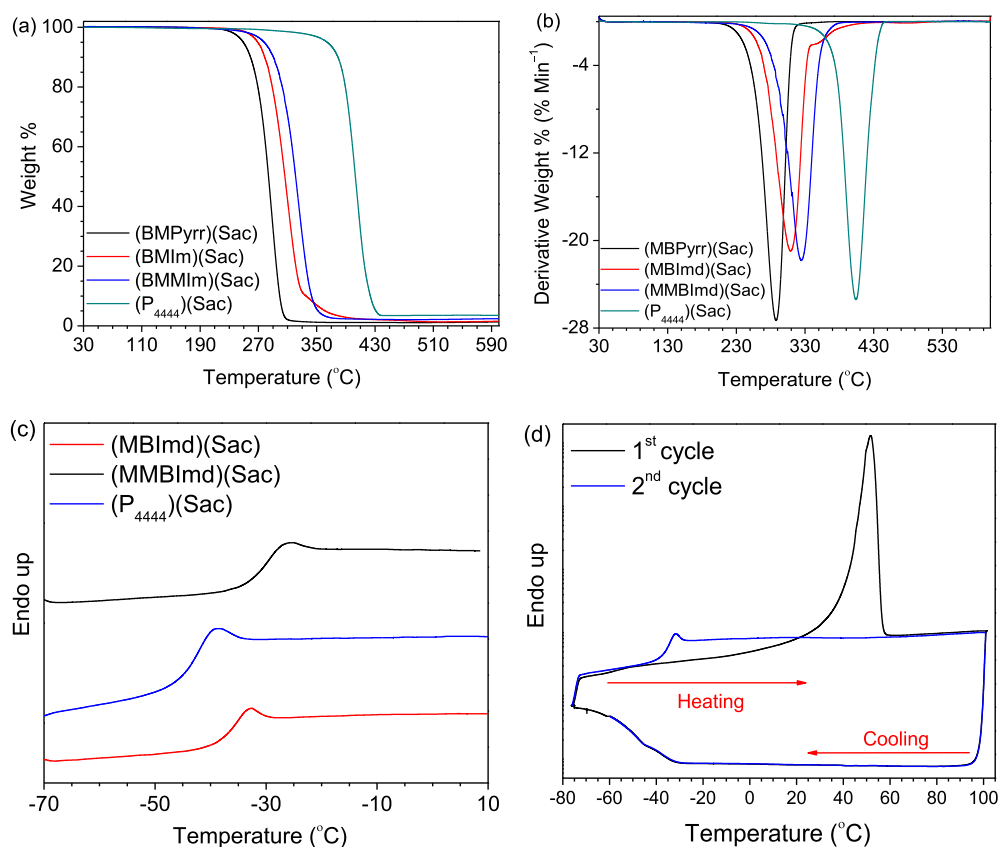 (a)
Weight %
100
80
60
40
20
0
(BMPyrr)(Sac)
(BMIm)(Sac)
(BMMIm)(Sac)
(P4444)(Sac)
30 110 190 270 350 430 510 590
Temperature (°C)
(b)
Derivative Weight % (% Min⁻¹)
-4
-12
-20
-28
(MBPyrr)(Sac)
(MBImd)(Sac)
(MMBImd)(Sac)
(P4444)(Sac)
30 130 230 330 430 530
Temperature (°C)
(c)
Endo up
(MBImd)(Sac)
(MMBImd)(Sac)
(P4444)(Sac)
-70 -50 -30 -10 10
Temperature (°C)
(d)
Endo up
1st cycle
2nd cycle
Heating
Cooling
-80 -60 -40 -20 0 20 40 60 80 100
Temperature (°C)